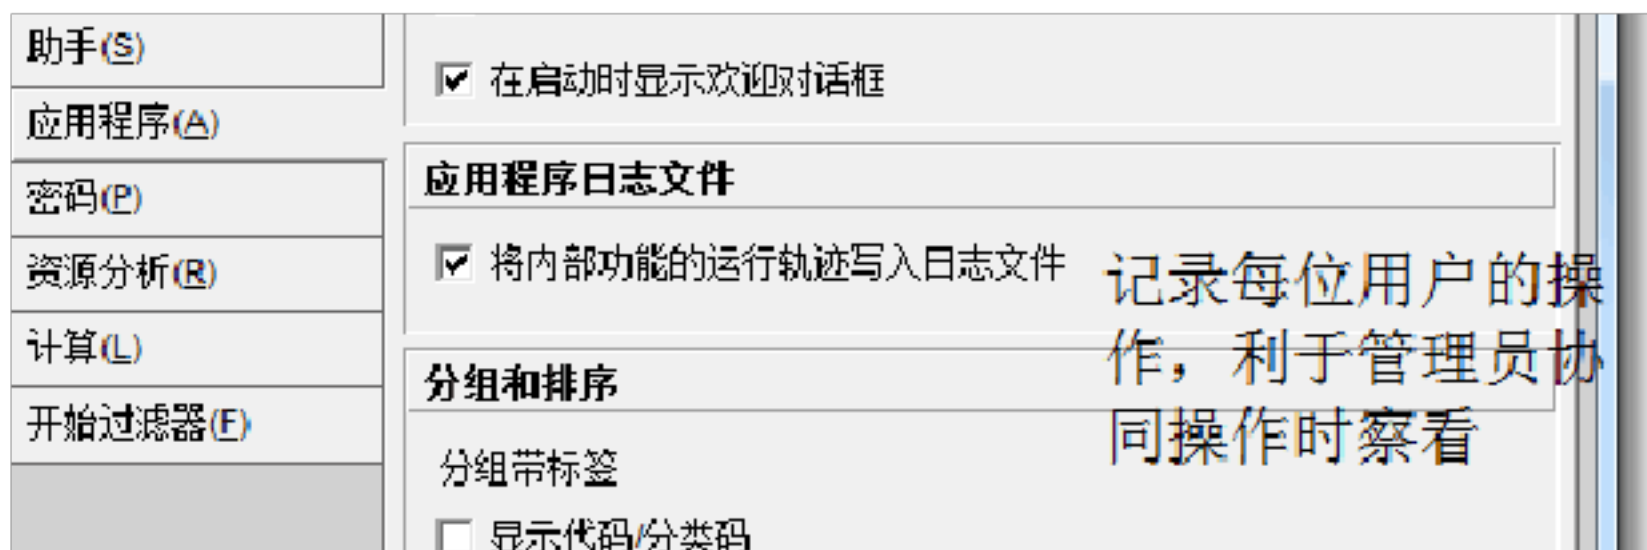 助手(S)
应用程序(A)
密码(P)
资源分析(R)
计算(L)
开始过滤器(F)
在启动时显示欢迎对话框
应用程序日志文件
将内部功能的运行轨迹写入日志文件
记录每位用户的操
作，利于管理员协
同操作时察看
分组和排序
分组带标签
显示代码/分类码